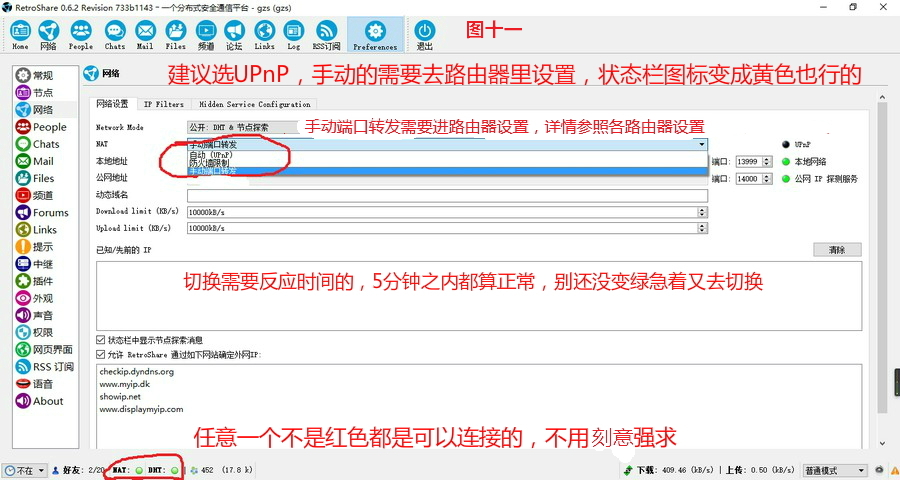 RetroShare 0.6.2 Revision 733b1143 - 一个分布式安全通信平台 - gzs (gzs)
Home 网络 People Chats Mail Files 频道 论坛 Links Log RSS订阅 Preferences 退出
图十一
常规
节点
网络
People
Chats
Mail
Files
频道
Forums
Links
提示
中继
插件
外观
声音
权限
网页界面
RSS 订阅
语音
About
网络
建议选UPnP，手动的需要去路由器里设置，状态栏图标变成黄色也行的
网络设置 IP Filters Hidden Service Configuration
Network Mode 公开: DHT & 节点探索
手动端口转发需要进路由器设置，详情参照各路由器设置
NAT 手动端口转发 UPnP
自动 (UPnP)
防火墙限制
手动端口转发
本地地址 端口: 13999 本地网络
公网地址 端口: 14000 公网 IP 探测服务
动态域名
Download limit (KB/s) 10000kB/s
Upload limit (KB/s) 10000kB/s
已知/先前的 IP 清除
切换需要反应时间的，5分钟之内都算正常，别还没变绿急着又去切换
状态栏中显示节点探索消息
允许 RetroShare 通过如下网站确定外网IP:
checkip.dyndns.org
www.myip.dk
showip.net
www.displaymyip.com
任意一个不是红色都是可以连接的，不用刻意强求
不在 好友: 2/20 NAT: DHT: 452 (17.8 k) 下载: 409.46 (kB/s) | 上传: 0.50 (kB/s) 普通模式